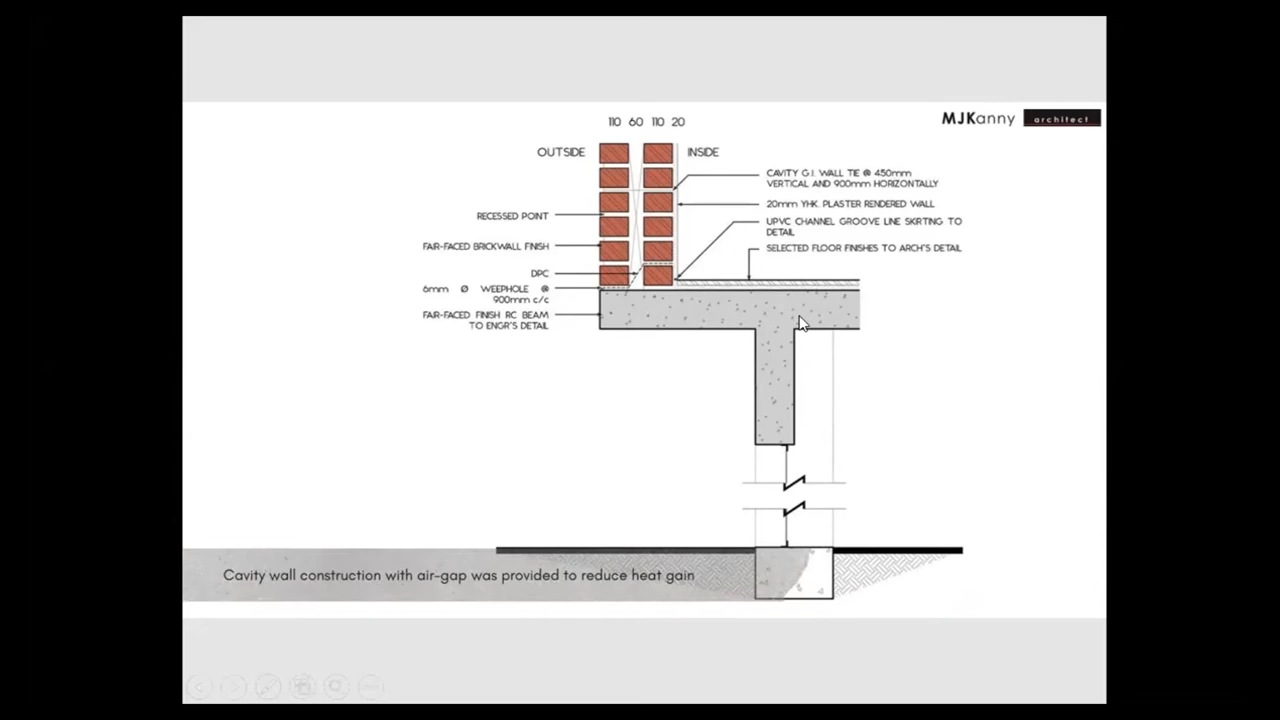 MJKanny architect
110 60 110 20
OUTSIDE
INSIDE
CAVITY G.I. WALL TIE @ 450mm
VERTICAL AND 900mm HORIZONTALLY
20mm YHK. PLASTER RENDERED WALL
RECESSED POINT
UPVC CHANNEL GROOVE LINE SKIRTING TO
DETAIL
FAIR-FACED BRICKWALL FINISH
SELECTED FLOOR FINISHES TO ARCH'S DETAIL
DPC
6mm Ø WEEPHOLE @
900mm c/c
FAIR-FACED FINISH RC BEAM
TO ENGR'S DETAIL
Cavity wall construction with air-gap was provided to reduce heat gain